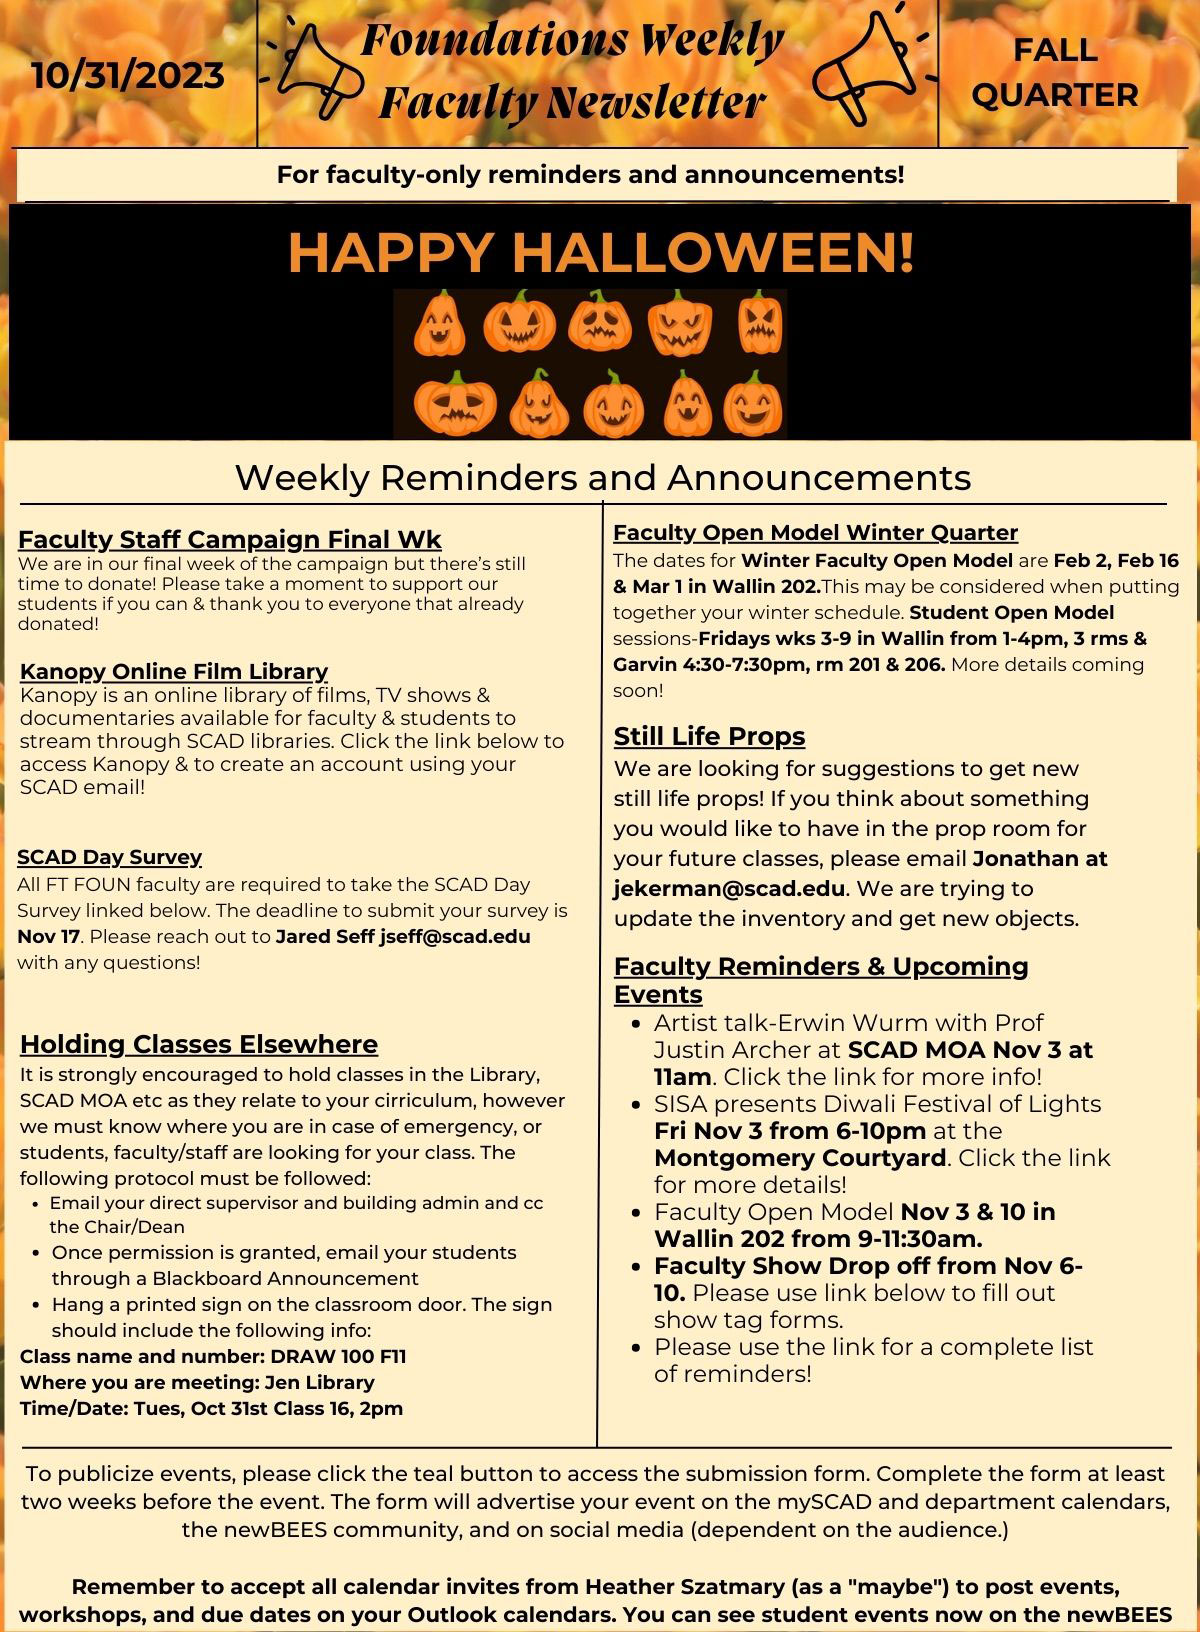 10/31/2023
Foundations Weekly
Faculty Newsletter
FALL
QUARTER
For faculty-only reminders and announcements!
HAPPY HALLOWEEN!
Weekly Reminders and Announcements
Faculty Staff Campaign Final Wk
We are in our final week of the campaign but there's still
time to donate! Please take a moment to support our
students if you can & thank you to everyone that already
donated!
Kanopy Online Film Library
Kanopy is an online library of films, TV shows &
documentaries available for faculty & students to
stream through SCAD libraries. Click the link below to
access Kanopy & to create an account using your
SCAD email!
SCAD Day Survey
All FT FOUN faculty are required to take the SCAD Day
Survey linked below. The deadline to submit your survey is
Nov 17. Please reach out to Jared Seff jseff@scad.edu
with any questions!
Holding Classes Elsewhere
It is strongly encouraged to hold classes in the Library,
SCAD MOA etc as they relate to your cirriculum, however
we must know where you are in case of emergency, or
students, faculty/staff are looking for your class. The
following protocol must be followed:
• Email your direct supervisor and building admin and cc
the Chair/Dean
• Once permission is granted, email your students
through a Blackboard Announcement
• Hang a printed sign on the classroom door. The sign
should include the following info:
Class name and number: DRAW 100 F11
Where you are meeting: Jen Library
Time/Date: Tues, Oct 31st Class 16, 2pm
Faculty Open Model Winter Quarter
The dates for Winter Faculty Open Model are Feb 2, Feb 16
& Mar 1 in Wallin 202.This may be considered when putting
together your winter schedule. Student Open Model
sessions-Fridays wks 3-9 in Wallin from 1-4pm, 3 rms &
Garvin 4:30-7:30pm, rm 201 & 206. More details coming
soon!
Still Life Props
We are looking for suggestions to get new
still life props! If you think about something
you would like to have in the prop room for
your future classes, please email Jonathan at
jekerman@scad.edu. We are trying to
update the inventory and get new objects.
Faculty Reminders & Upcoming
Events
• Artist talk-Erwin Wurm with Prof
Justin Archer at SCAD MOA Nov 3 at
11am. Click the link for more info!
• SISA presents Diwali Festival of Lights
Fri Nov 3 from 6-10pm at the
Montgomery Courtyard. Click the link
for more details!
• Faculty Open Model Nov 3 & 10 in
Wallin 202 from 9-11:30am.
• Faculty Show Drop off from Nov 6-
10. Please use link below to fill out
show tag forms.
• Please use the link for a complete list
of reminders!
To publicize events, please click the teal button to access the submission form. Complete the form at least
two weeks before the event. The form will advertise your event on the mySCAD and department calendars,
the newBEES community, and on social media (dependent on the audience.)
Remember to accept all calendar invites from Heather Szatmary (as a "maybe") to post events,
workshops, and due dates on your Outlook calendars. You can see student events now on the newBEES